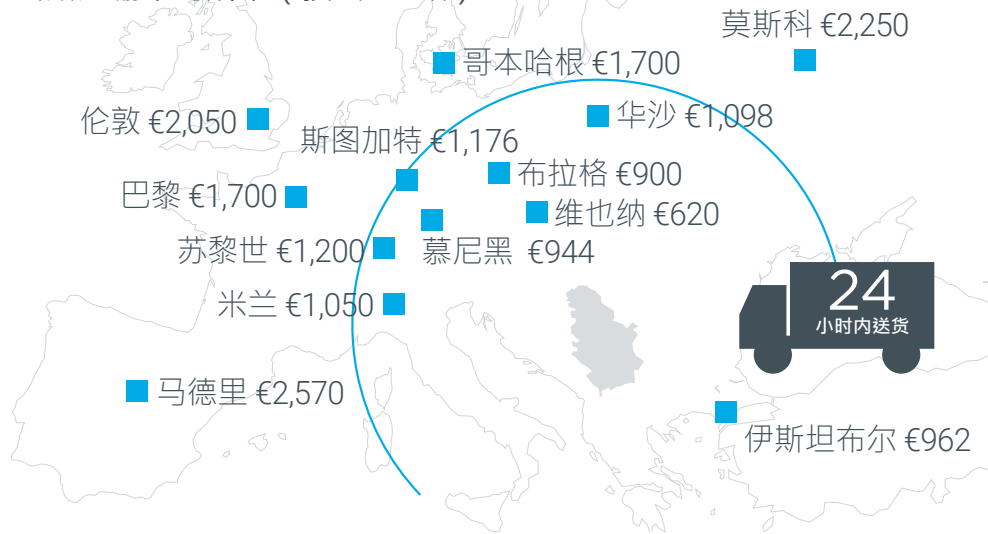 莫斯科 €2,250
哥本哈根 €1,700
华沙 €1,098
伦敦 €2,050
斯图加特 €1,176
布拉格 €900
巴黎 €1,700
维也纳 €620
苏黎世 €1,200
慕尼黑 €944
24
小时内送货
米兰 €1,050
马德里 €2,570
伊斯坦布尔 €962